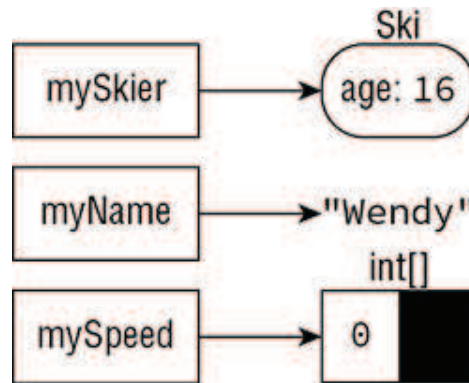 Ski
mySkier
age: 16
myName
"Wendy"
int[]
mySpeed
0